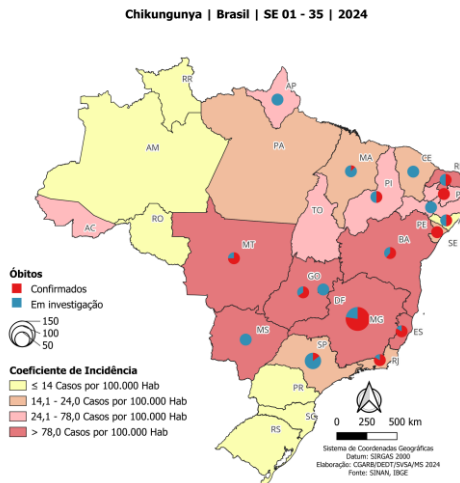 Chikungunya | Brasil | SE 01 - 35 | 2024
RR
AP
AM
PA
MA
CE
R
PI
P
AC
RO
TO
PE
A
SE
MT
BA
GO
DF
MG
MS
ES
SP
RJ
PR
SC
RS
Óbitos
Confirmados
Em investigação
150
100
50
Coeficiente de Incidência
≤ 14 Casos por 100.000 Hab
14,1 - 24,0 Casos por 100.000 Hab
24,1 - 78,0 Casos por 100.000 Hab
> 78,0 Casos por 100.000 Hab
0 250 500 km
Sistema de Coordenadas Geográficas
Datum: SIRGAS 2000
Elaboração: CGARB/DEDT/SVSA/MS 2024
Fonte: SINAN, IBGE